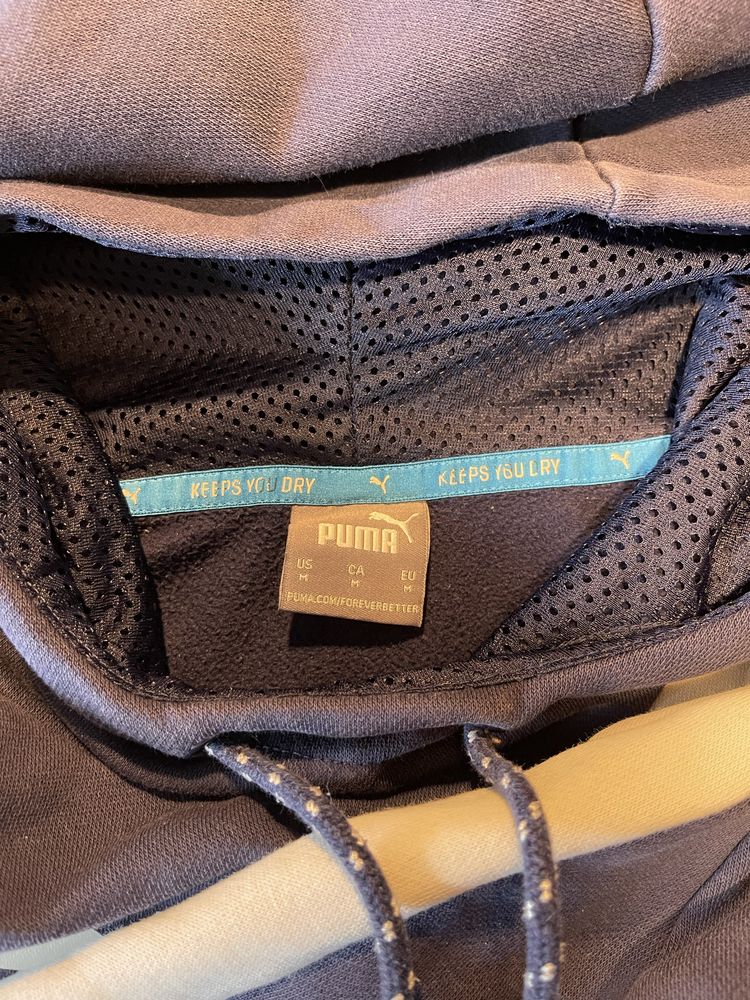 KEEPS YOU DRY KEEPS YOU DRY
PUMA
US CA EU
M M M
PUMA.COM/FOREVERBETTER